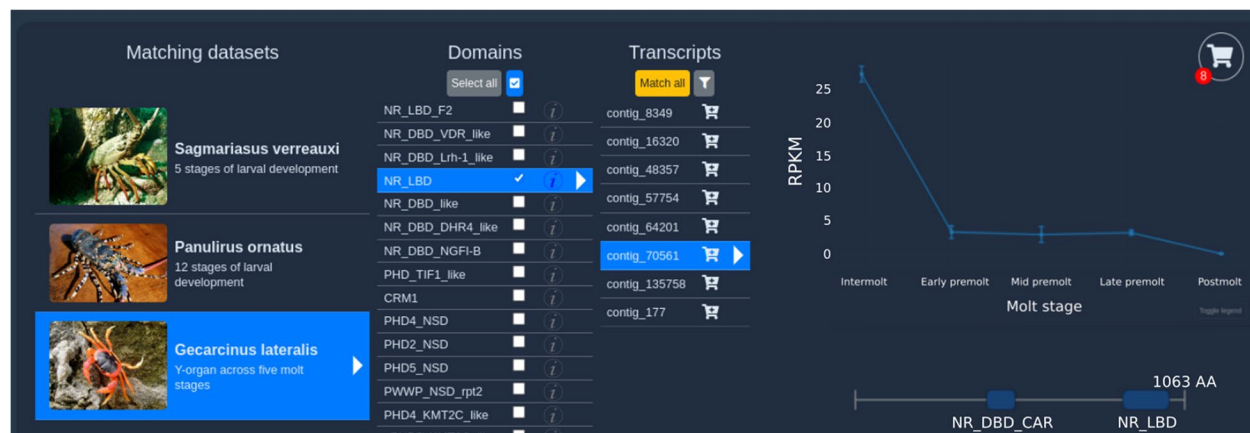 Matching datasets
Sagmariasus verreauxi
5 stages of larval development
Panulirus ornatus
12 stages of larval
development
Gecarcinus lateralis
Y-organ across five molt
stages
Domains
Select all
NR_LBD_F2
NR_DBD_VDR_like
NR_DBD_Lrh-1_like
NR_LBD
NR_DBD_like
NR_DBD_DHR4_like
NR_DBD_NGFI-B
PHD_TIF1_like
CRM1
PHD4_NSD
PHD2_NSD
PHD5_NSD
PWWP_NSD_rpt2
PHD4_KMT2C_like
Transcripts
Match all
contig_8349
contig_16320
contig_48357
contig_57754
contig_64201
contig_70561
contig_135758
contig_177
8
RPKM
25
20
15
10
5
0
Intermolt Early premolt Mid premolt Late premolt Postmolt
Molt stage
Toggle legend
1063 AA
NR_DBD_CAR NR_LBD